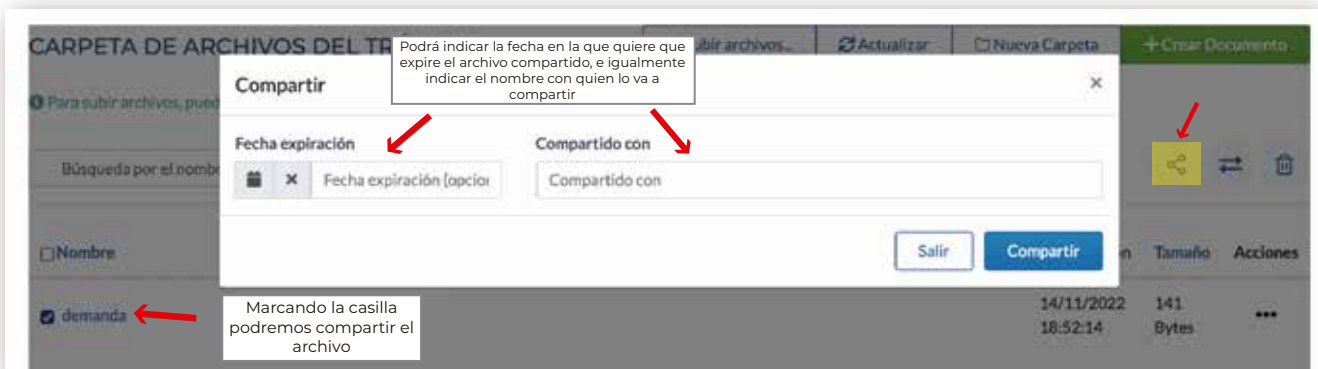 CARPETA DE ARCHIVOS DEL TR
Podrá indicar la fecha en la que quiere que
expire el archivo compartido, e igualmente
indicar el nombre con quien lo va a
compartir
ubir archivos...
Actualizar
Nueva Carpeta
+Crear Documento
Para subir archivos, pued
Compartir
×
Fecha expiración
Compartido con
Búsqueda por el nombr
× Fecha expiración (opcion
Compartido con
Salir
Compartir
Nombre
n
Tamaño
Acciones
demanda
Marcando la casilla
podremos compartir el
archivo
14/11/2022
18:52:14
141
Bytes
•••